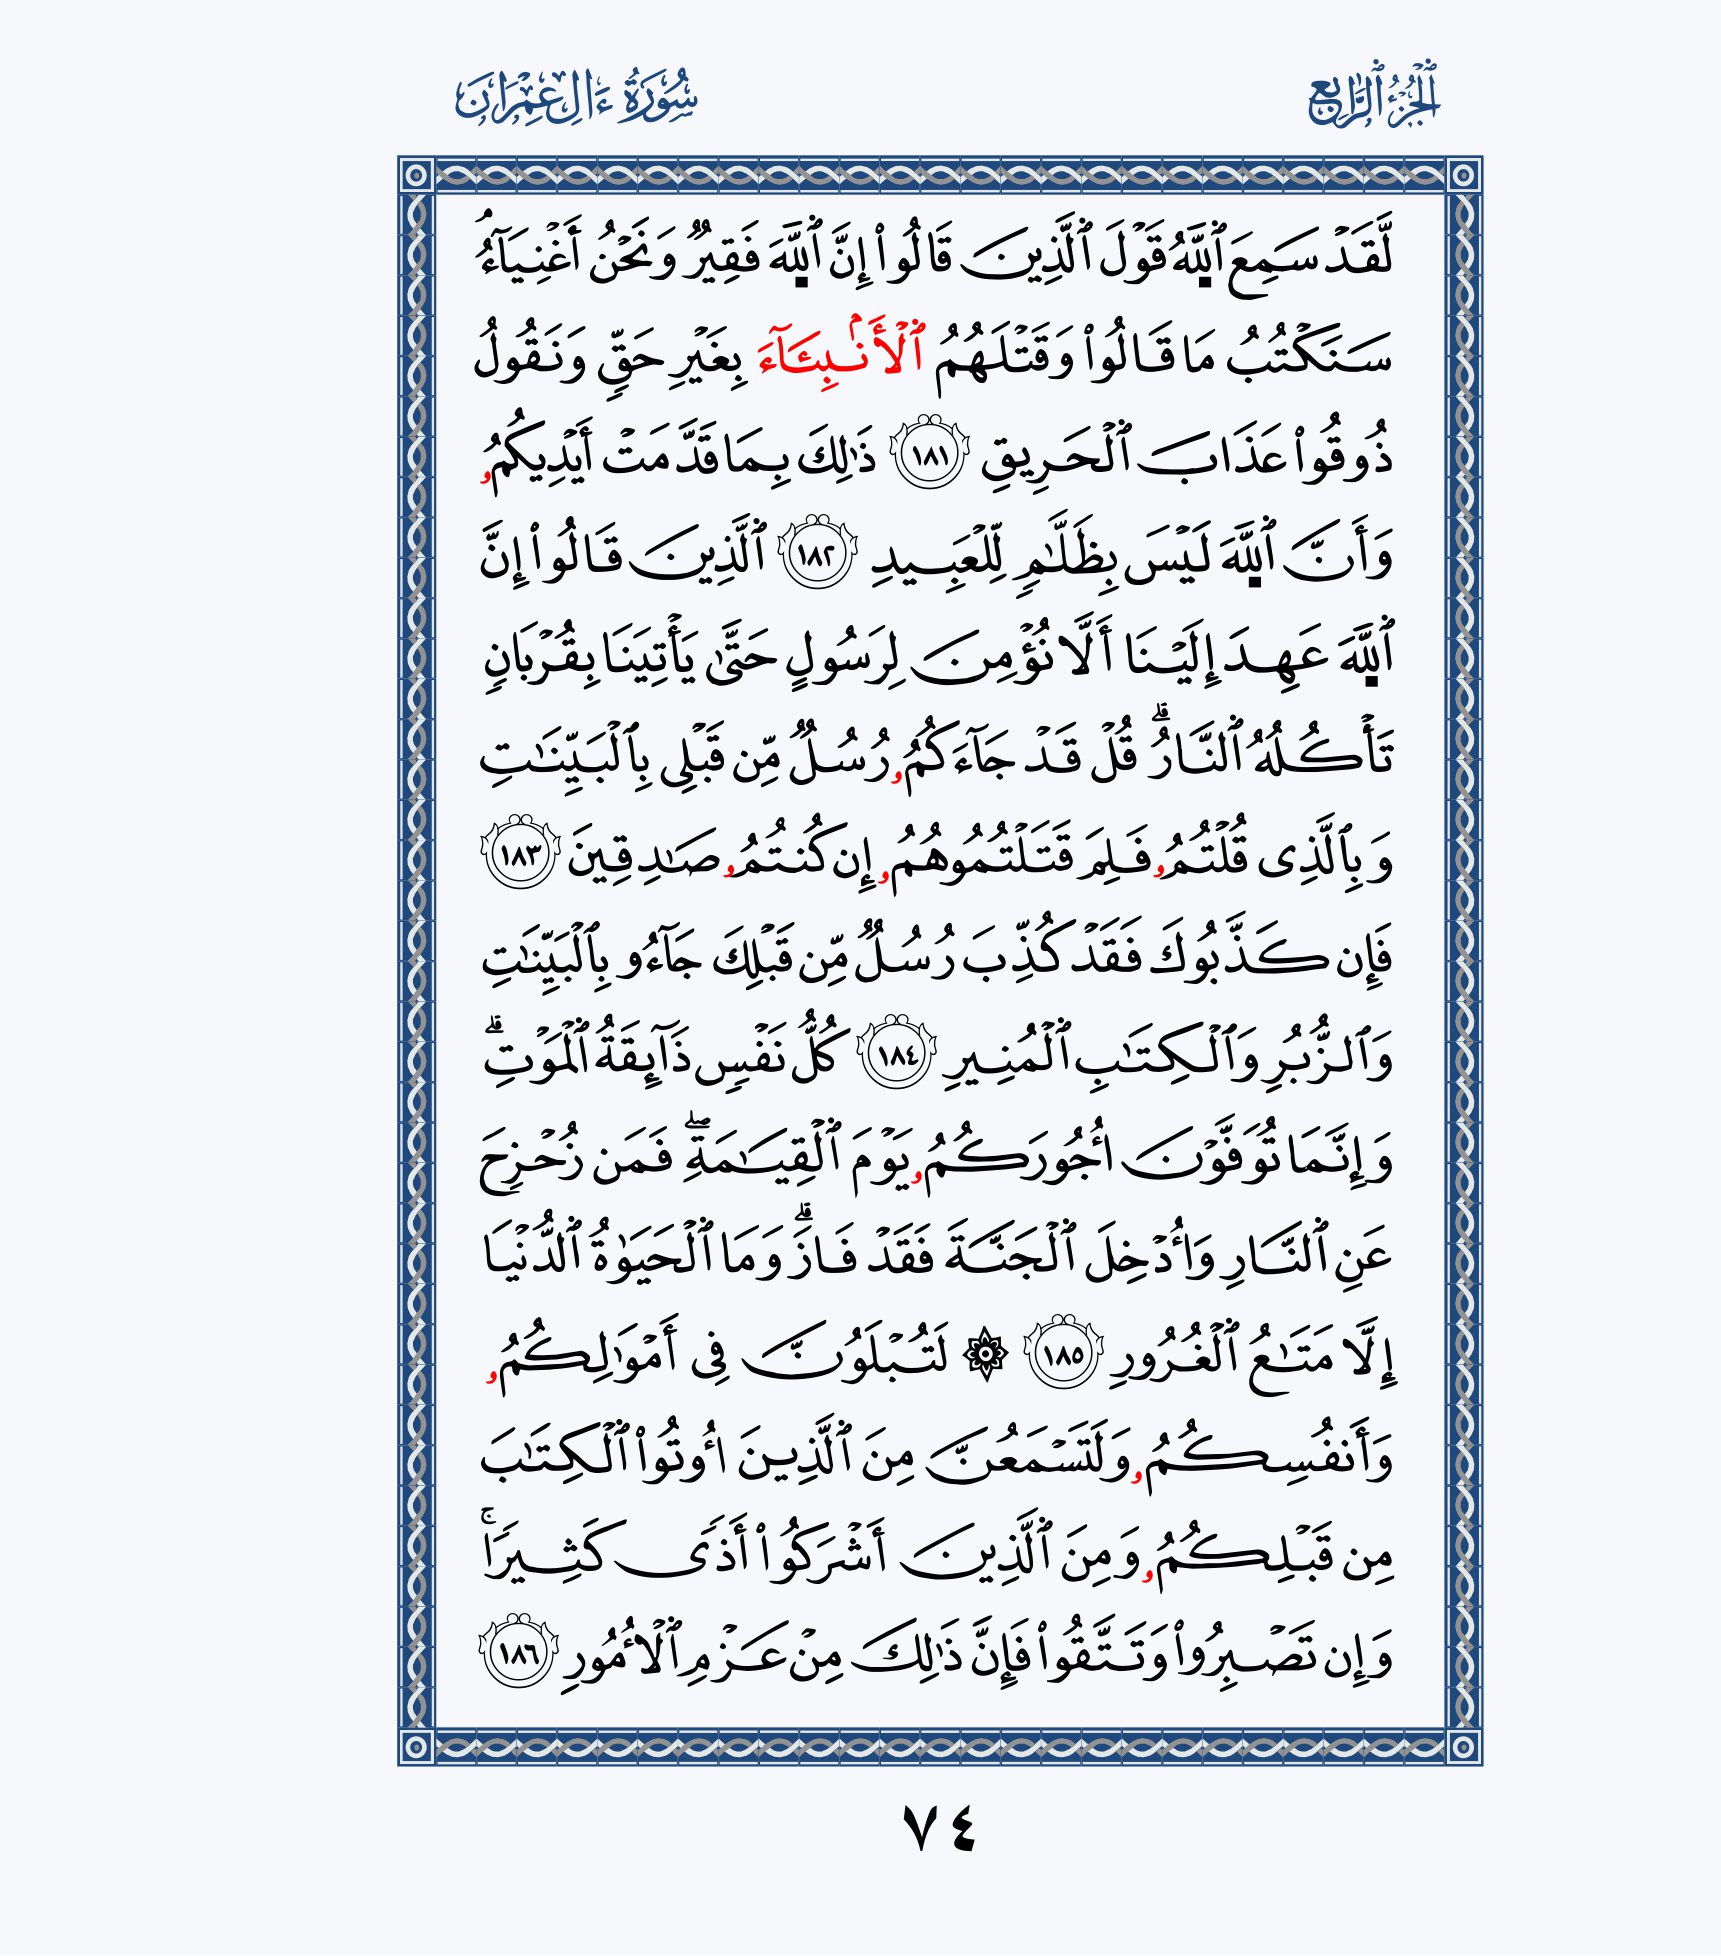 ٱلْجُزْءُ ٱلرَّابِعُ
سُورَةُ ءَالِ عِمْرَانَ
لَّقَدْ سَمِعَ ٱللَّهُ قَوْلَ ٱلَّذِينَ قَالُوا۟ إِنَّ ٱللَّهَ فَقِيرٌ وَنَحْنُ أَغْنِيَآءُۘ
سَنَكْتُبُ مَا قَالُوا۟ وَقَتْلَهُمُ ٱلْأَنۢبِئَآءَ بِغَيْرِ حَقٍّ وَنَقُولُ
ذُوقُوا۟ عَذَابَ ٱلْحَرِيقِ ١٨١ ذَٰلِكَ بِمَا قَدَّمَتْ أَيْدِيكُمُۥ
وَأَنَّ ٱللَّهَ لَيْسَ بِظَلَّٰمٍ لِّلْعَبِيدِ ١٨٢ ٱلَّذِينَ قَالُوا۟ إِنَّ
ٱللَّهَ عَهِدَ إِلَيْنَا أَلَّا نُؤْمِنَ لِرَسُولٍ حَتَّىٰ يَأْتِيَنَا بِقُرْبَانٍ
تَأْكُلُهُ ٱلنَّارُۗ قُلْ قَدْ جَآءَكُمُۥ رُسُلٌ مِّن قَبْلِى بِٱلْبَيِّنَٰتِ
وَبِٱلَّذِى قُلْتُمُۥ فَلِمَ قَتَلْتُمُوهُمُۥ إِن كُنتُمُۥ صَٰدِقِينَ ١٨٣
فَإِن كَذَّبُوكَ فَقَدْ كُذِّبَ رُسُلٌ مِّن قَبْلِكَ جَآءُو بِٱلْبَيِّنَٰتِ
وَٱلزُّبُرِ وَٱلْكِتَٰبِ ٱلْمُنِيرِ ١٨٤ كُلُّ نَفْسٍ ذَآئِقَةُ ٱلْمَوْتِۗ
وَإِنَّمَا تُوَفَّوْنَ أُجُورَكُمُۥ يَوْمَ ٱلْقِيَٰمَةِۖ فَمَن زُحْزِحَ
عَنِ ٱلنَّارِ وَأُدْخِلَ ٱلْجَنَّةَ فَقَدْ فَازَۗ وَمَا ٱلْحَيَوٰةُ ٱلدُّنْيَا
إِلَّا مَتَٰعُ ٱلْغُرُورِ ١٨٥ ۞ لَتُبْلَوُنَّ فِى أَمْوَٰلِكُمُۥ
وَأَنفُسِكُمُۥ وَلَتَسْمَعُنَّ مِنَ ٱلَّذِينَ أُوتُوا۟ ٱلْكِتَٰبَ
مِن قَبْلِكُمُۥ وَمِنَ ٱلَّذِينَ أَشْرَكُوا۟ أَذًى كَثِيرًاۚ
وَإِن تَصْبِرُوا۟ وَتَتَّقُوا۟ فَإِنَّ ذَٰلِكَ مِنْ عَزْمِ ٱلْأُمُورِ ١٨٦
٧٤